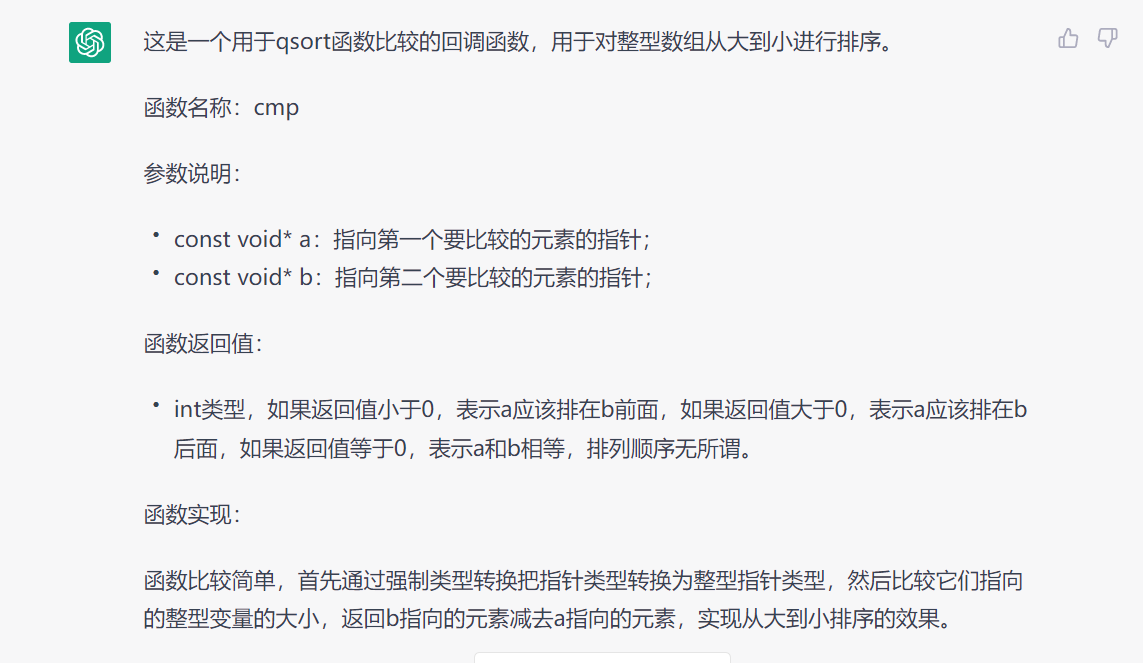 这是一个用于qsort函数比较的回调函数，用于对整型数组从大到小进行排序。
函数名称：cmp
参数说明：
• const void* a：指向第一个要比较的元素的指针；
• const void* b：指向第二个要比较的元素的指针；
函数返回值：
• int类型，如果返回值小于0，表示a应该排在b前面，如果返回值大于0，表示a应该排在b
后面，如果返回值等于0，表示a和b相等，排列顺序无所谓。
函数实现：
函数比较简单，首先通过强制类型转换把指针类型转换为整型指针类型，然后比较它们指向
的整型变量的大小，返回b指向的元素减去a指向的元素，实现从大到小排序的效果。